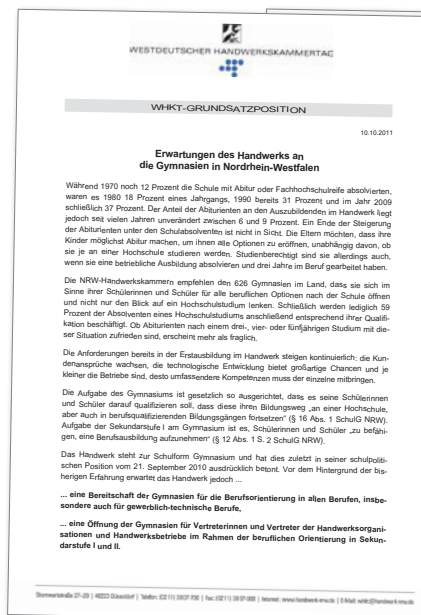 WESTDEUTSCHER HANDWERKSKAMMERTAG
WHKT-GRUNDSATZPOSITION
10.10.2011
Erwartungen des Handwerks an
die Gymnasien in Nordrhein-Westfalen
Während 1970 noch 12 Prozent die Schule mit Abitur oder Fachhochschulreife absolvierten,
waren es 1980 18 Prozent eines Jahrgangs, 1990 bereits 31 Prozent und im Jahr 2009
schließlich 37 Prozent. Der Anteil der Abiturienten an den Auszubildenden im Handwerk liegt
jedoch seit vielen Jahren unverändert zwischen 6 und 9 Prozent. Ein Ende der Steigerung
der Abiturienten unter den Schulabsolventen ist nicht in Sicht. Die Eltern möchten, dass ihre
Kinder möglichst Abitur machen, um ihnen alle Optionen zu eröffnen, unabhängig davon, ob
sie je an einer Hochschule studieren werden. Studienberechtigt sind sie allerdings auch,
wenn sie eine betriebliche Ausbildung absolvieren und drei Jahre im Beruf gearbeitet haben.
Die NRW-Handwerkskammern empfehlen den 626 Gymnasien im Land, dass sie sich im
Sinne ihrer Schülerinnen und Schüler für alle beruflichen Optionen nach der Schule öffnen
und nicht nur den Blick auf ein Hochschulstudium lenken. Schließlich werden lediglich 59
Prozent der Absolventen eines Hochschulstudiums anschließend entsprechend ihrer Qualifi-
kation beschäftigt. Ob Abiturienten nach einem drei-, vier- oder fünfjährigen Studium mit die-
ser Situation zufrieden sind, erscheint mehr als fraglich.
Die Anforderungen bereits in der Erstausbildung im Handwerk steigen kontinuierlich; die Kun-
denansprüche wachsen, die technologische Entwicklung bietet großartige Chancen und je
kleiner die Betriebe sind, desto umfassendere Kompetenzen muss der einzelne mitbringen.
Die Aufgabe des Gymnasiums ist gesetzlich so ausgerichtet, dass es seine Schülerinnen
und Schüler darauf qualifizieren soll, dass diese ihren Bildungsweg „an einer Hochschule,
aber auch in berufsqualifizierenden Bildungsgängen fortsetzen“ (§ 16 Abs. 1 SchulG NRW).
Aufgabe der Sekundarstufe I am Gymnasium ist es, Schülerinnen und Schüler „zu befähi-
gen, eine Berufsausbildung aufzunehmen“ (§ 12 Abs. 1 S. 2 SchulG NRW).
Das Handwerk steht zur Schulform Gymnasium und hat dies zuletzt in seiner schulpoliti-
schen Position vom 21. September 2010 ausdrücklich betont. Vor dem Hintergrund der bis-
herigen Erfahrung erwartet das Handwerk jedoch ...
... eine Bereitschaft der Gymnasien für die Berufsorientierung in allen Berufen, insbe-
sondere auch für gewerblich-technische Berufe,
... eine Öffnung der Gymnasien für Vertreterinnen und Vertreter der Handwerksorgani-
sationen und Handwerksbetriebe im Rahmen der beruflichen Orientierung in Sekun-
darstufe I und II.